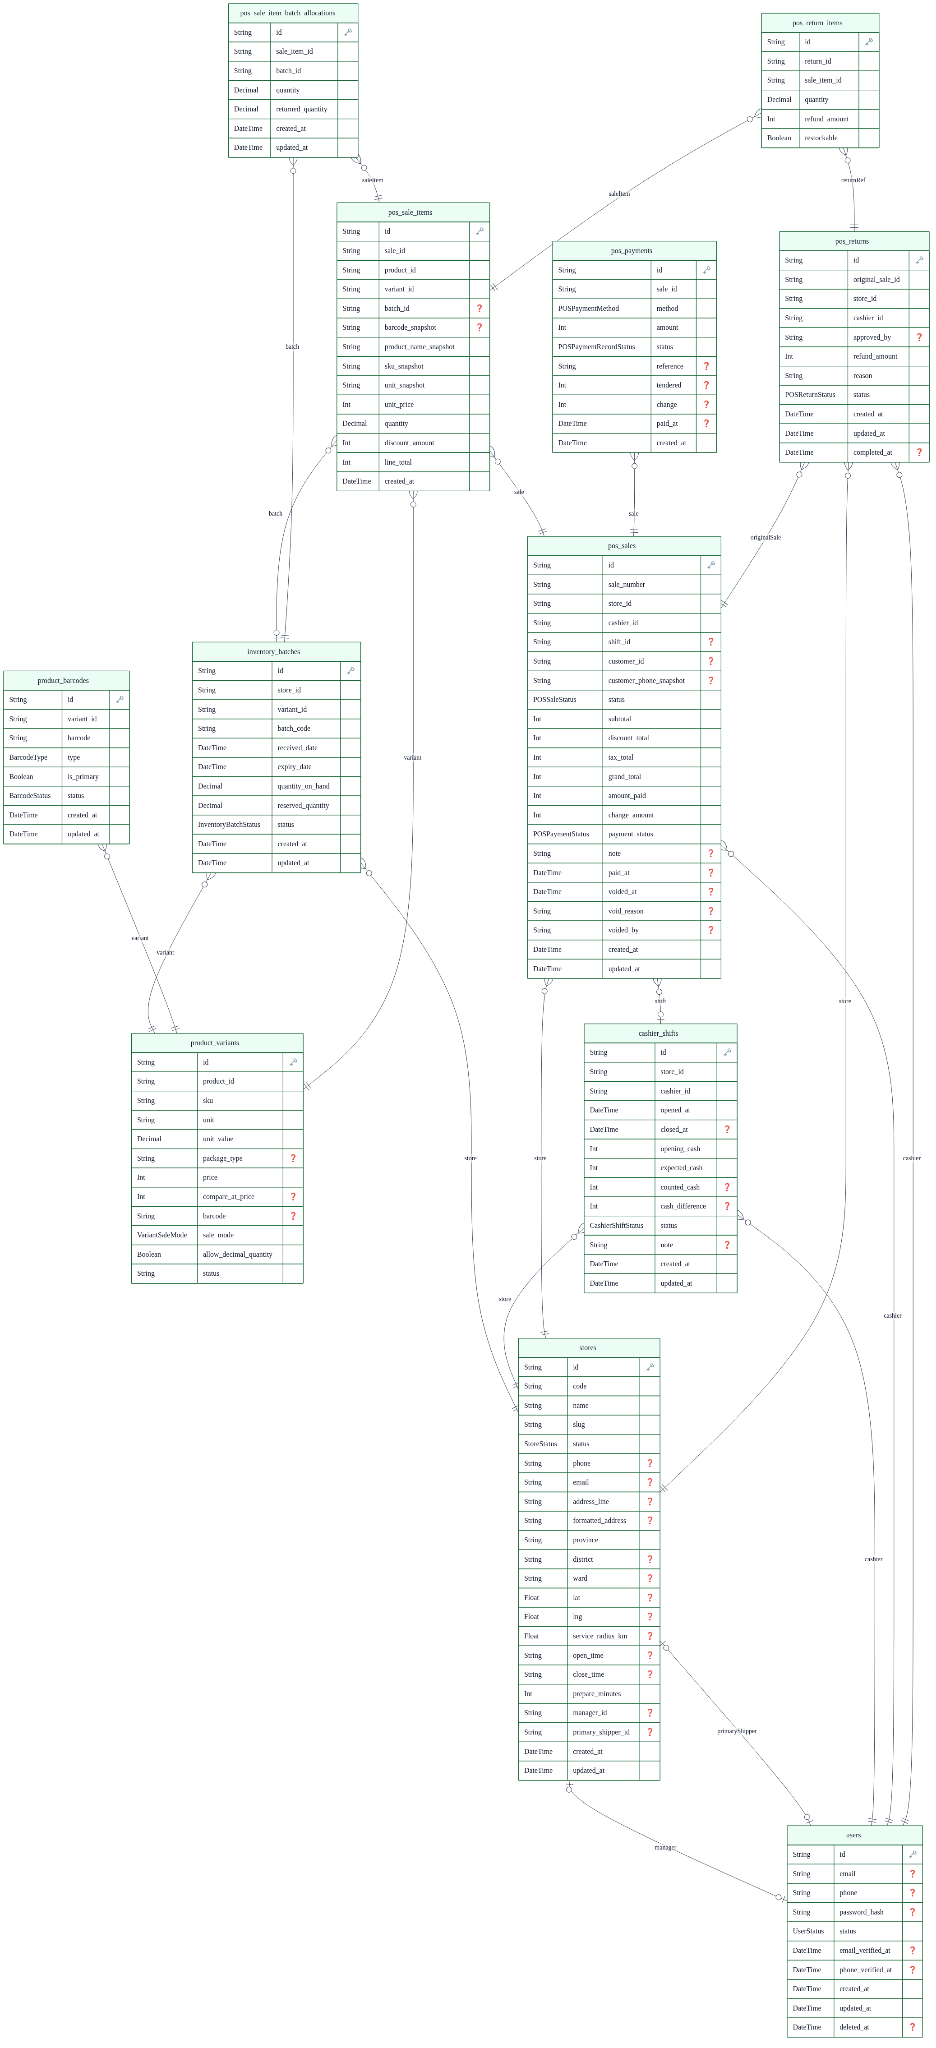 pos_sale_item_batch_allocations
String id
String sale_item_id
String batch_id
Decimal quantity
Decimal returned_quantity
DateTime created_at
DateTime updated_at
pos_return_items
String id
String return_id
String sale_item_id
Decimal quantity
Int refund_amount
Boolean restockable
saleItem
saleItem
returnRef
pos_sale_items
String id
String sale_id
String product_id
String variant_id
String batch_id ?
String barcode_snapshot ?
String product_name_snapshot
String sku_snapshot
String unit_snapshot
Int unit_price
Decimal quantity
Int discount_amount
Int line_total
DateTime created_at
pos_payments
String id
String sale_id
POSPaymentMethod method
Int amount
POSPaymentRecordStatus status
String reference ?
Int tendered ?
Int change ?
DateTime paid_at ?
DateTime created_at
pos_returns
String id
String original_sale_id
String store_id
String cashier_id
String approved_by ?
Int refund_amount
String reason
POSReturnStatus status
DateTime created_at
DateTime updated_at
DateTime completed_at ?
batch
batch
sale
sale
originalSale
pos_sales
String id
String sale_number
String store_id
String cashier_id
String shift_id ?
String customer_id ?
String customer_phone_snapshot ?
POSSaleStatus status
Int subtotal
Int discount_total
Int tax_total
Int grand_total
Int amount_paid
Int change_amount
POSPaymentStatus payment_status
String note ?
DateTime paid_at ?
DateTime voided_at ?
String void_reason ?
String voided_by ?
DateTime created_at
DateTime updated_at
inventory_batches
String id
String store_id
String variant_id
String batch_code
DateTime received_date
DateTime expiry_date
Decimal quantity_on_hand
Decimal reserved_quantity
InventoryBatchStatus status
DateTime created_at
DateTime updated_at
product_barcodes
String id
String variant_id
String barcode
BarcodeType type
Boolean is_primary
BarcodeStatus status
DateTime created_at
DateTime updated_at
variant
variant
variant
store
shift
product_variants
String id
String product_id
String sku
String unit
Decimal unit_value
String package_type ?
Int price
Int compare_at_price ?
String barcode ?
VariantSaleMode sale_mode
Boolean allow_decimal_quantity
String status
cashier_shifts
String id
String store_id
String cashier_id
DateTime opened_at
DateTime closed_at ?
Int opening_cash
Int expected_cash
Int counted_cash ?
Int cash_difference ?
CashierShiftStatus status
String note ?
DateTime created_at
DateTime updated_at
store
store
cashier
store
cashier
stores
String id
String code
String name
String slug
StoreStatus status
String phone ?
String email ?
String address_line ?
String formatted_address ?
String province
String district ?
String ward ?
Float lat ?
Float lng ?
Float service_radius_km ?
String open_time ?
String close_time ?
Int prepare_minutes
String manager_id ?
String primary_shipper_id ?
DateTime created_at
DateTime updated_at
cashier
primaryShipper
manager
users
String id
String email ?
String phone ?
String password_hash ?
UserStatus status
DateTime email_verified_at ?
DateTime phone_verified_at ?
DateTime created_at
DateTime updated_at
DateTime deleted_at ?